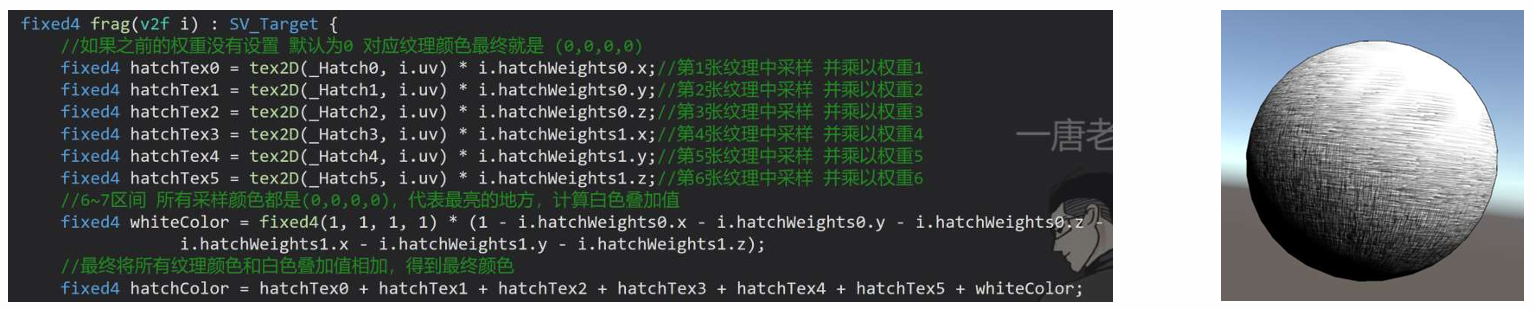 fixed4 frag(v2f i) : SV_Target {
//如果之前的权重没有设置 默认为0 对应纹理颜色最终就是 (0,0,0,0)
fixed4 hatchTex0 = tex2D(_Hatch0, i.uv) * i.hatchWeights0.x;//第1张纹理中采样 并乘以权重1
fixed4 hatchTex1 = tex2D(_Hatch1, i.uv) * i.hatchWeights0.y;//第2张纹理中采样 并乘以权重2
fixed4 hatchTex2 = tex2D(_Hatch2, i.uv) * i.hatchWeights0.z;//第3张纹理中采样 并乘以权重3
fixed4 hatchTex3 = tex2D(_Hatch3, i.uv) * i.hatchWeights1.x;//第4张纹理中采样 并乘以权重4
fixed4 hatchTex4 = tex2D(_Hatch4, i.uv) * i.hatchWeights1.y;//第5张纹理中采样 并乘以权重5
fixed4 hatchTex5 = tex2D(_Hatch5, i.uv) * i.hatchWeights1.z;//第6张纹理中采样 并乘以权重6
//6~7区间 所有采样颜色都是(0,0,0,0)，代表最亮的地方，计算白色叠加值
fixed4 whiteColor = fixed4(1, 1, 1, 1) * (1 - i.hatchWeights0.x - i.hatchWeights0.y - i.hatchWeights0.z -
i.hatchWeights1.x - i.hatchWeights1.y - i.hatchWeights1.z);
//最终将所有纹理颜色和白色叠加值相加，得到最终颜色
fixed4 hatchColor = hatchTex0 + hatchTex1 + hatchTex2 + hatchTex3 + hatchTex4 + hatchTex5 + whiteColor;
一唐老